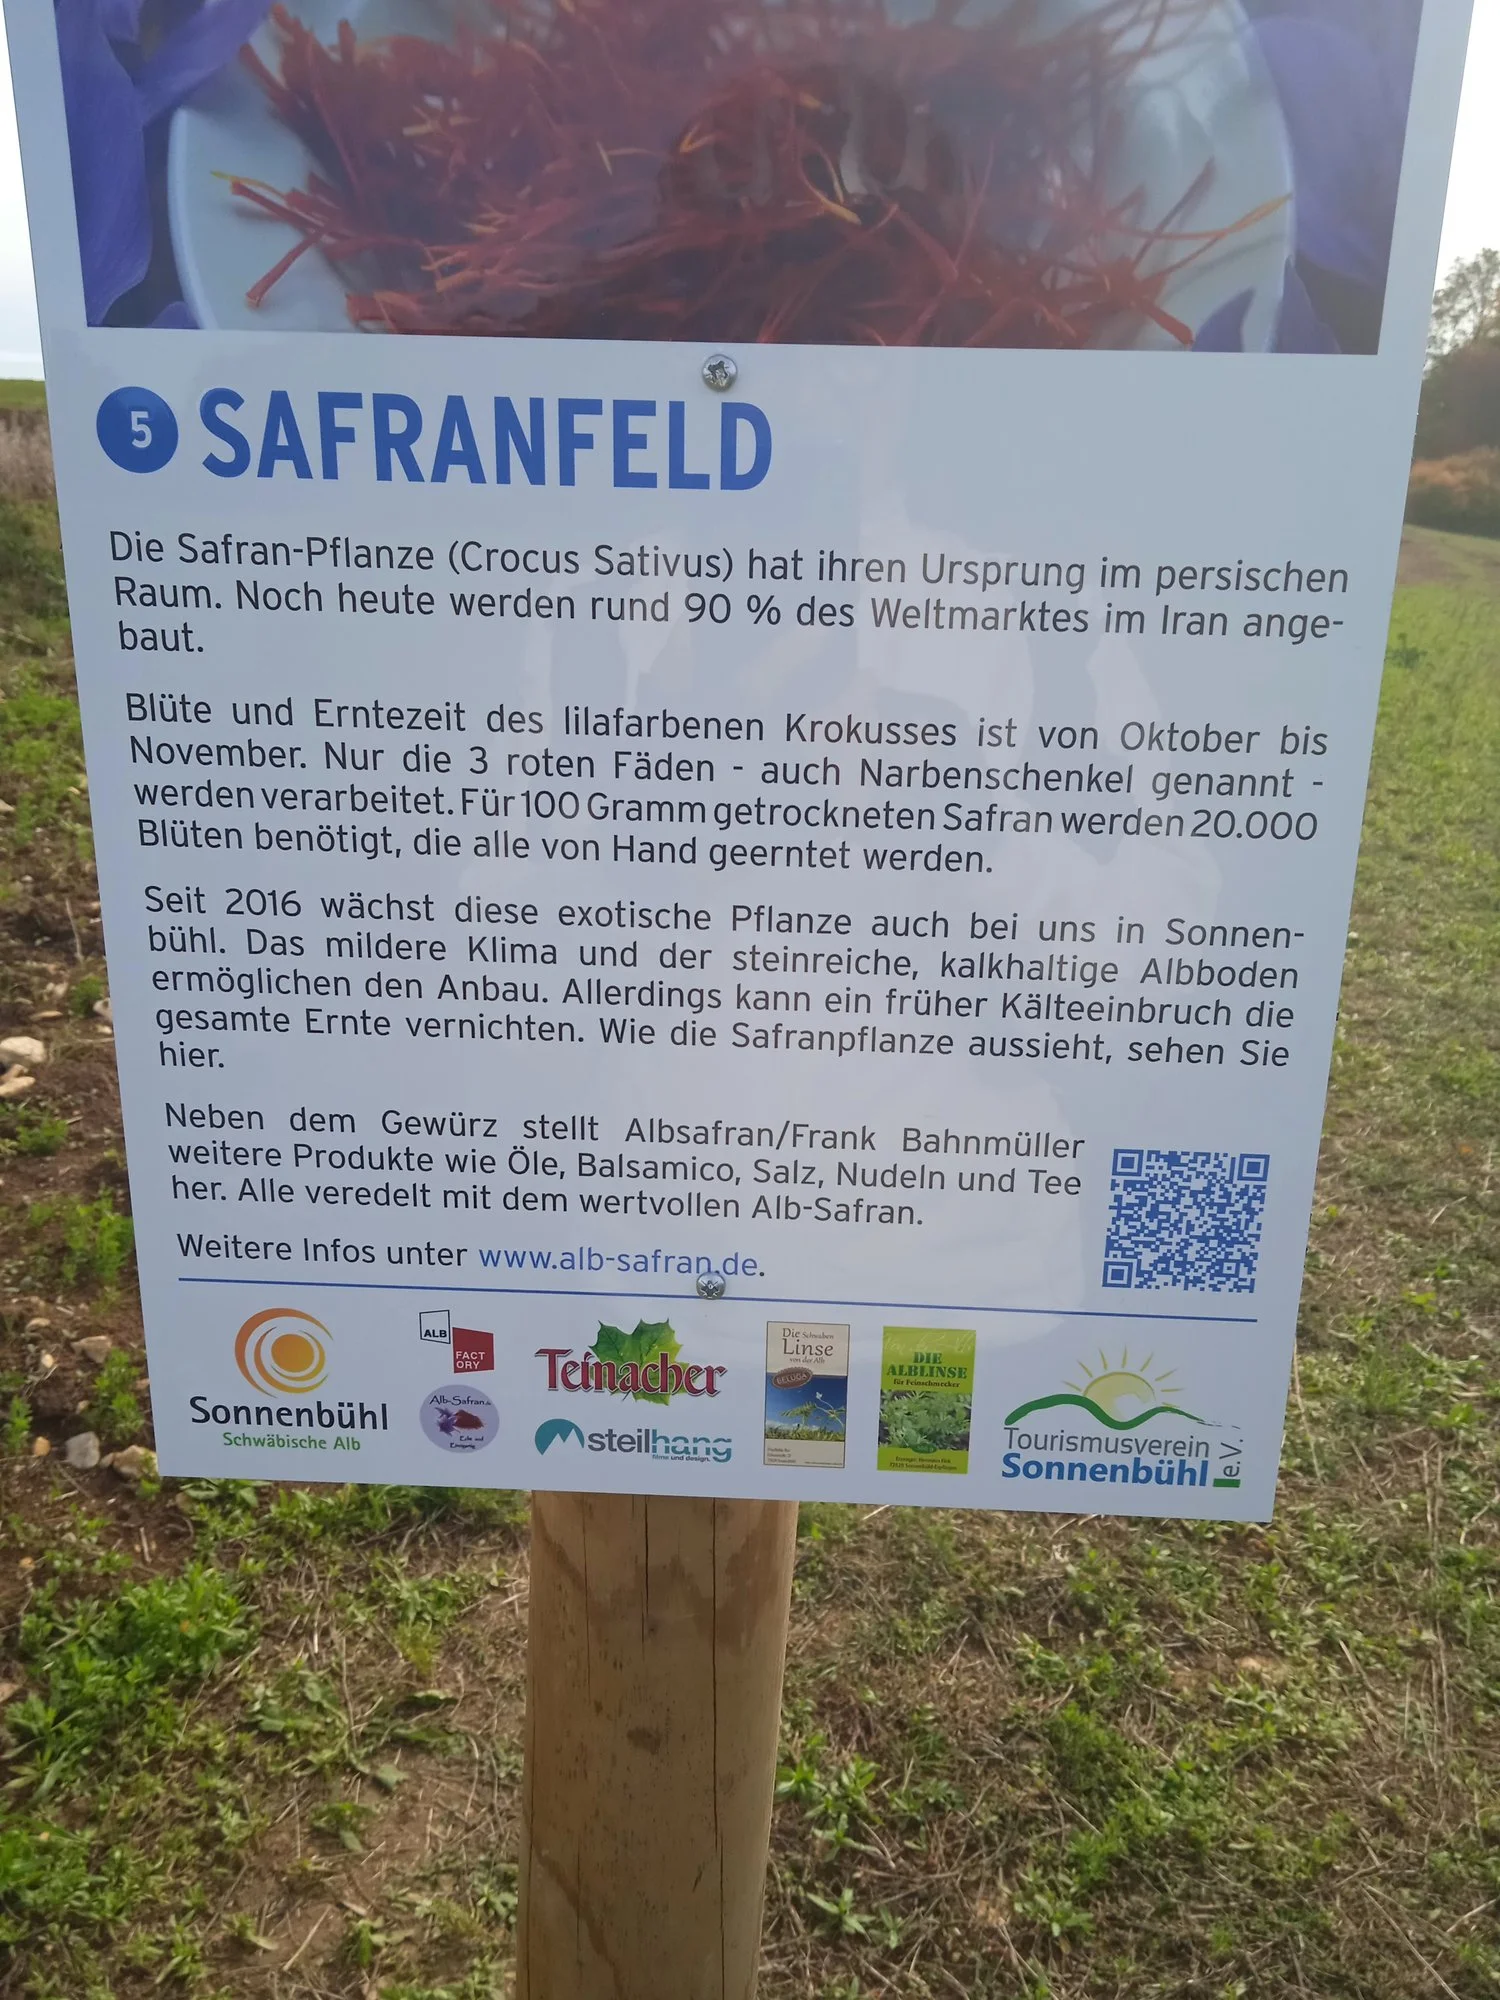 5 SAFRANFELD
Die Safran-Pflanze (Crocus Sativus) hat ihren Ursprung im persischen
Raum. Noch heute werden rund 90 % des Weltmarktes im Iran ange-
baut.
Blüte und Erntezeit des lilafarbenen Krokusses ist von Oktober bis
November. Nur die 3 roten Fäden - auch Narbenschenkel genannt -
werden verarbeitet. Für 100 Gramm getrockneten Safran werden 20.000
Blüten benötigt, die alle von Hand geerntet werden.
Seit 2016 wächst diese exotische Pflanze auch bei uns in Sonnen-
bühl. Das mildere Klima und der steinreiche, kalkhaltige Albboden
ermöglichen den Anbau. Allerdings kann ein früher Kälteeinbruch die
gesamte Ernte vernichten. Wie die Safranpflanze aussieht, sehen Sie
hier.
Neben dem Gewürz stellt Albsafran/Frank Bahnmüller
weitere Produkte wie Öle, Balsamico, Salz, Nudeln und Tee
her. Alle veredelt mit dem wertvollen Alb-Safran.
Weitere Infos unter www.alb-safran.de.
Sonnenbühl
Schwäbische Alb
ALB
FACT
ORY
Alb-Safran.de
Teinacher
steilhang
filme und design.
Die Schwaben
Linse
von der Alb
BELUGA
DIE
ALBLINSE
für Feinschmecker
Tourismusverein
Sonnenbühl e.V.